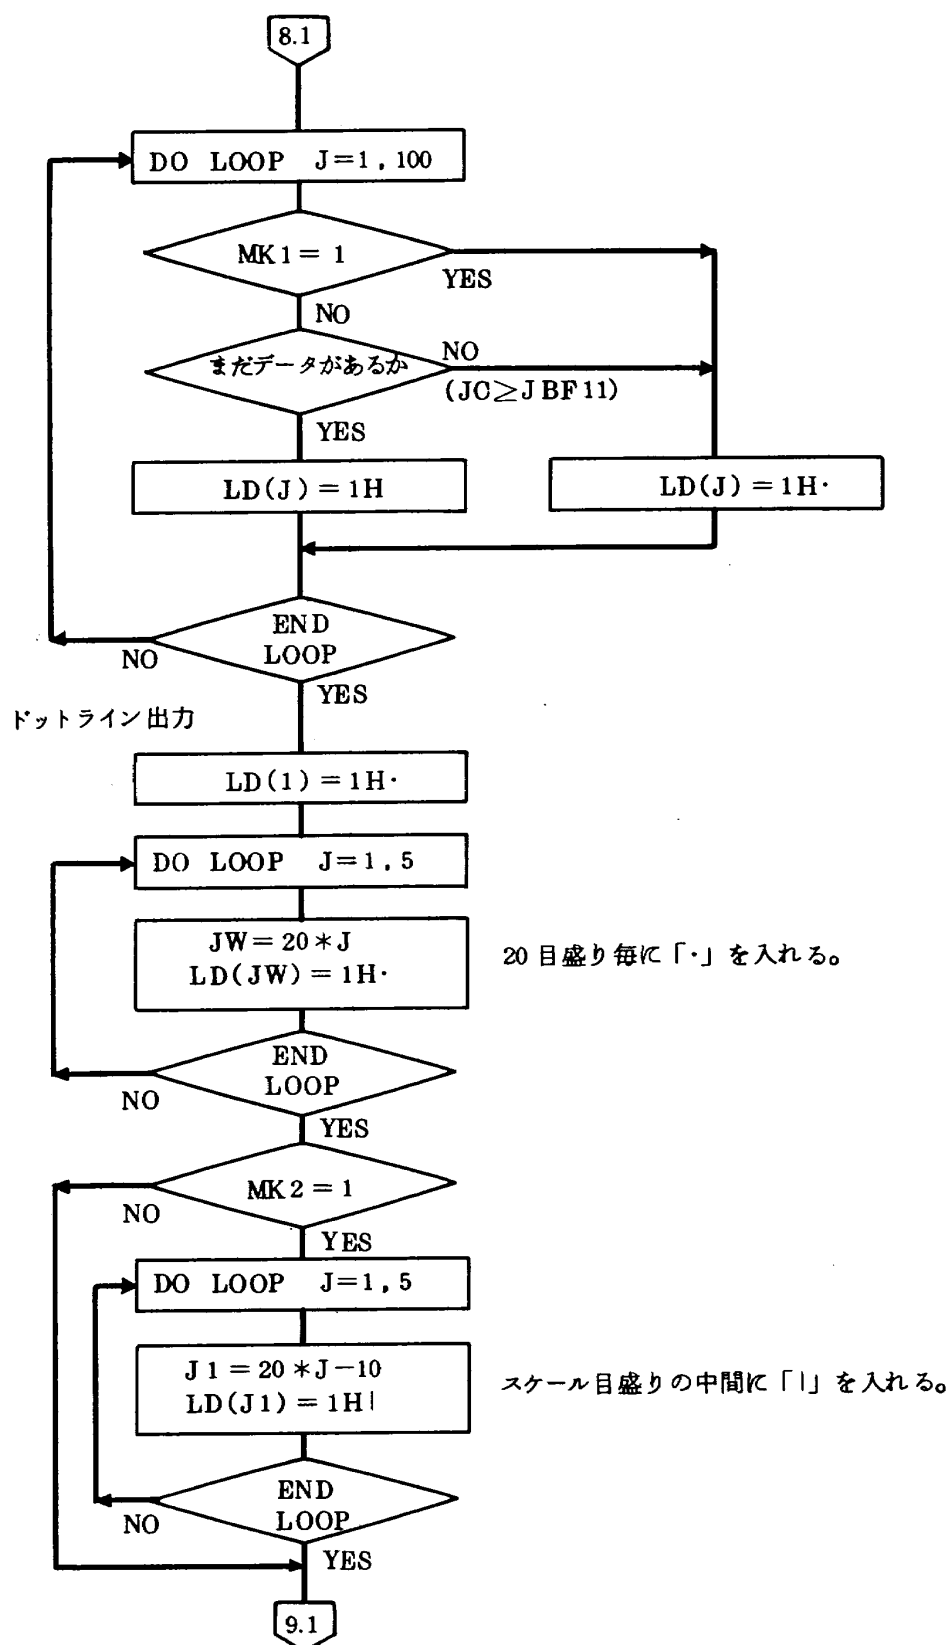 8.1
DO LOOP J=1,100
MK1=1
YES
NO
まだデータがあるか
NO
(JC≥JBF11)
YES
LD(J)=1H
LD(J)=1H·
END
LOOP
NO
YES
ドットライン出力
LD(1)=1H·
DO LOOP J=1,5
JW=20*J
LD(JW)=1H·
20目盛り毎に「·」を入れる。
END
LOOP
NO
YES
MK2=1
NO
YES
DO LOOP J=1,5
J1=20*J-10
LD(J1)=1H|
スケール目盛りの中間に「|」を入れる。
END
LOOP
NO
YES
9.1